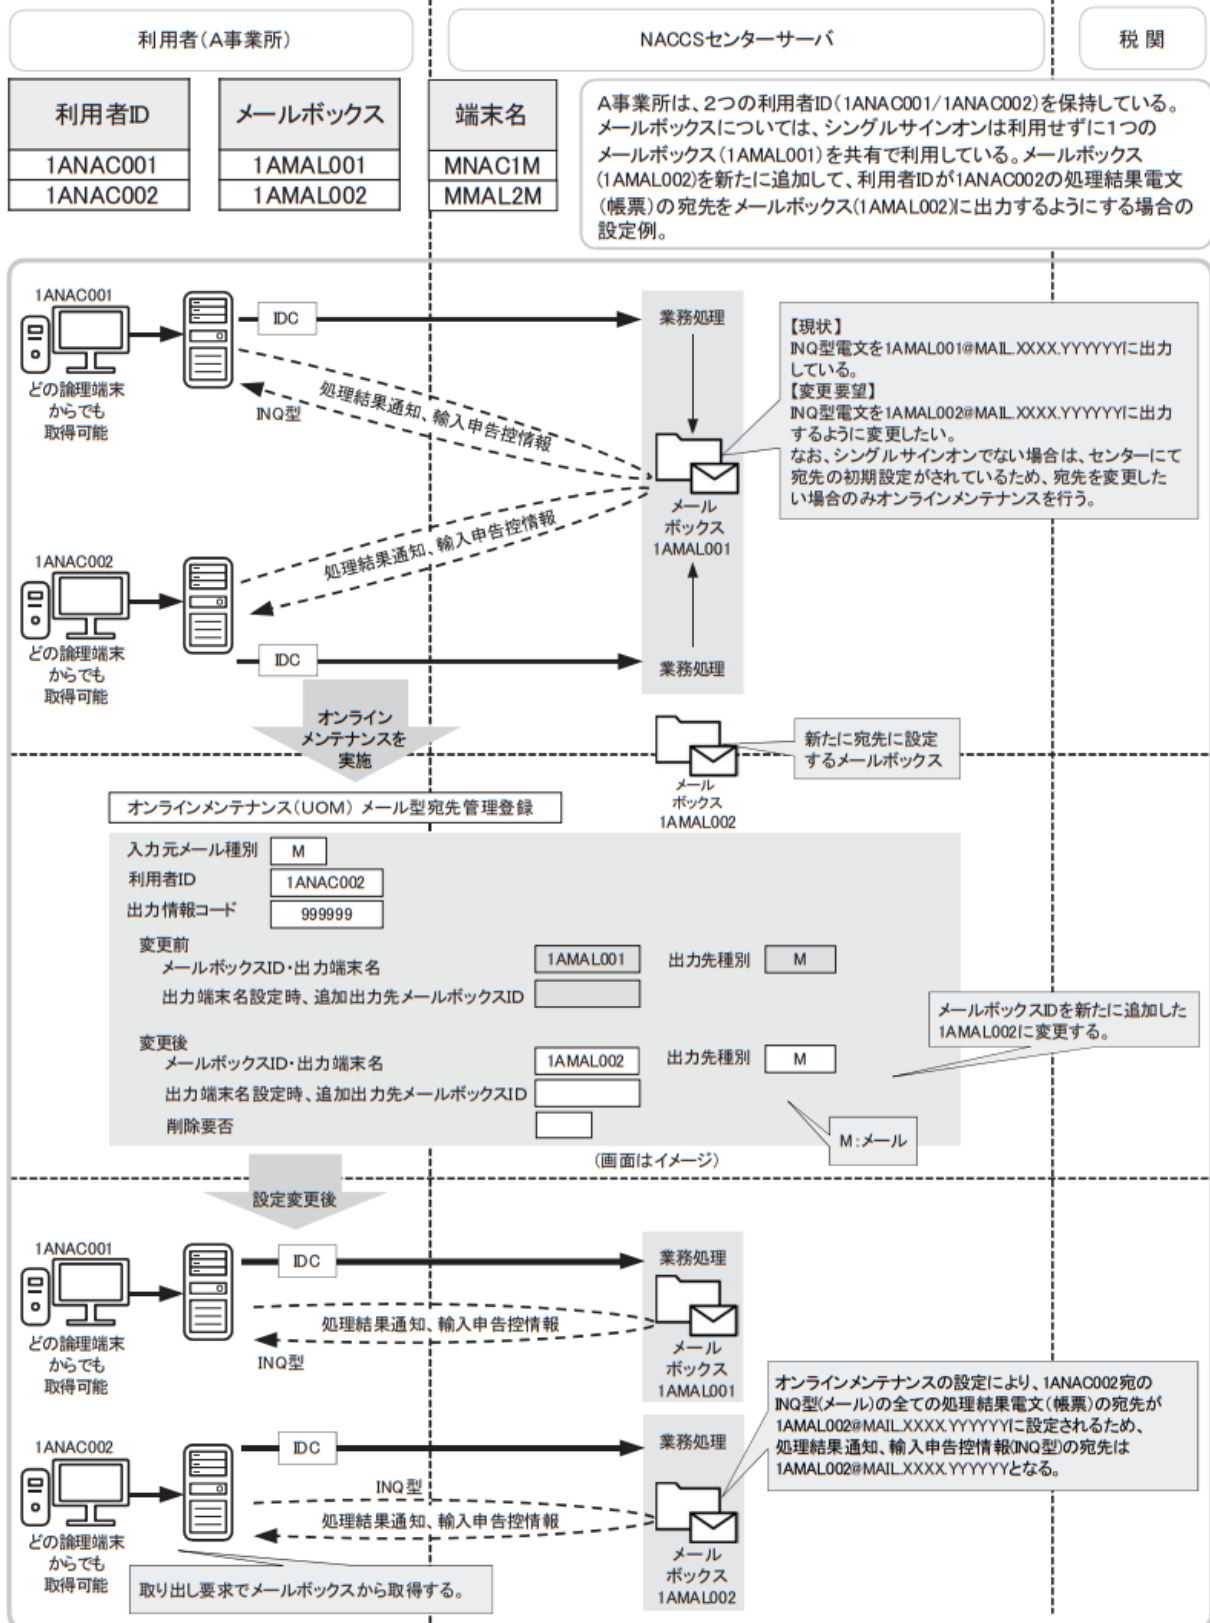 利用者(A事業所)
NACCSセンターサーバ
税 関
利用者ID
メールボックス
端末名
1ANAC001
1AMAL001
MNAC1M
1ANAC002
1AMAL002
MMAL2M
A事業所は、2つの利用者ID(1ANAC001/1ANAC002)を保持している。
メールボックスについては、シングルサインオンは利用せずに1つの
メールボックス(1AMAL001)を共有で利用している。メールボックス
(1AMAL002)を新たに追加して、利用者IDが1ANAC002の処理結果電文
(帳票)の宛先をメールボックス(1AMAL002)に出力するようにする場合の
設定例。
1ANAC001
どの論理端末
からでも
取得可能
IDC
業務処理
処理結果通知、輸入申告控情報
INQ型
【現状】
INQ型電文を1AMAL001@MAIL.XXXX.YYYYYYに出力
している。
【変更要望】
INQ型電文を1AMAL002@MAIL.XXXX.YYYYYYに出力
するように変更したい。
なお、シングルサインオンでない場合は、センターにて
宛先の初期設定がされているため、宛先を変更した
い場合のみオンラインメンテナンスを行う。
メール
ボックス
1AMAL001
処理結果通知、輸入申告控情報
1ANAC002
どの論理端末
からでも
取得可能
IDC
業務処理
オンライン
メンテナンスを
実施
新たに宛先に設定
するメールボックス
メール
ボックス
1AMAL002
オンラインメンテナンス(UOM) メール型宛先管理登録
入力元メール種別 M
利用者ID 1ANAC002
出力情報コード 999999
変更前
メールボックスID・出力端末名 1AMAL001 出力先種別 M
出力端末名設定時、追加出力先メールボックスID
メールボックスIDを新たに追加した
1AMAL002に変更する。
変更後
メールボックスID・出力端末名 1AMAL002 出力先種別 M
出力端末名設定時、追加出力先メールボックスID
削除要否
M:メール
(画面はイメージ)
設定変更後
1ANAC001
どの論理端末
からでも
取得可能
IDC
業務処理
処理結果通知、輸入申告控情報
INQ型
メール
ボックス
1AMAL001
オンラインメンテナンスの設定により、1ANAC002宛の
INQ型(メール)の全ての処理結果電文(帳票)の宛先が
1AMAL002@MAIL.XXXX.YYYYYYに設定されるため、
処理結果通知、輸入申告控情報(INQ型)の宛先は
1AMAL002@MAIL.XXXX.YYYYYYとなる。
1ANAC002
どの論理端末
からでも
取得可能
IDC
業務処理
INQ型
処理結果通知、輸入申告控情報
メール
ボックス
1AMAL002
取り出し要求でメールボックスから取得する。